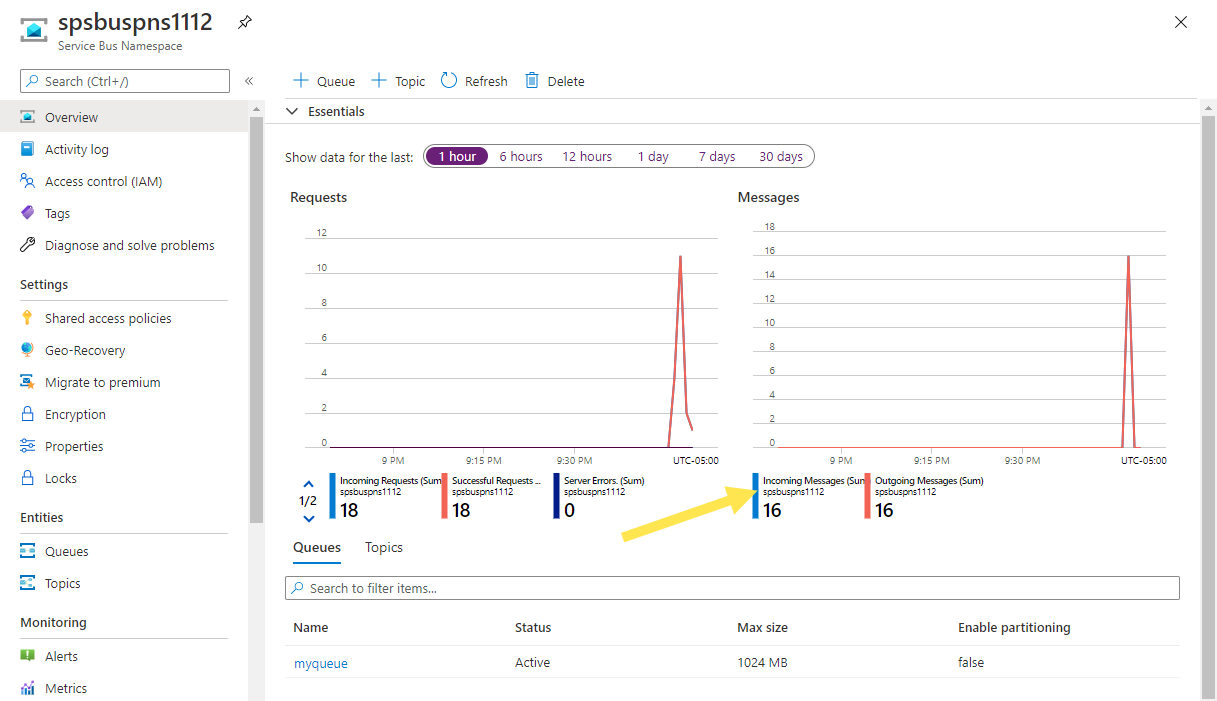 spsbuspns1112
Service Bus Namespace
Search (Ctrl+/)
Overview
Activity log
Access control (IAM)
Tags
Diagnose and solve problems
Settings
Shared access policies
Geo-Recovery
Migrate to premium
Encryption
Properties
Locks
Entities
Queues
Topics
Monitoring
Alerts
Metrics
Queue Topic Refresh Delete
Essentials
Show data for the last: 1 hour 6 hours 12 hours 1 day 7 days 30 days
Requests
12
10
8
6
4
2
0
9 PM 9:15 PM 9:30 PM UTC-05:00
1/2
Incoming Requests (Sum)
spsbuspns1112
18
Successful Requests ...
spsbuspns1112
18
Server Errors. (Sum)
spsbuspns1112
0
Messages
18
16
14
12
10
8
6
4
2
0
9 PM 9:15 PM 9:30 PM UTC-05:00
Incoming Messages (Sum
spsbuspns1112
16
Outgoing Messages (Sum)
spsbuspns1112
16
Queues Topics
Search to filter items...
Name Status Max size Enable partitioning
myqueue Active 1024 MB false